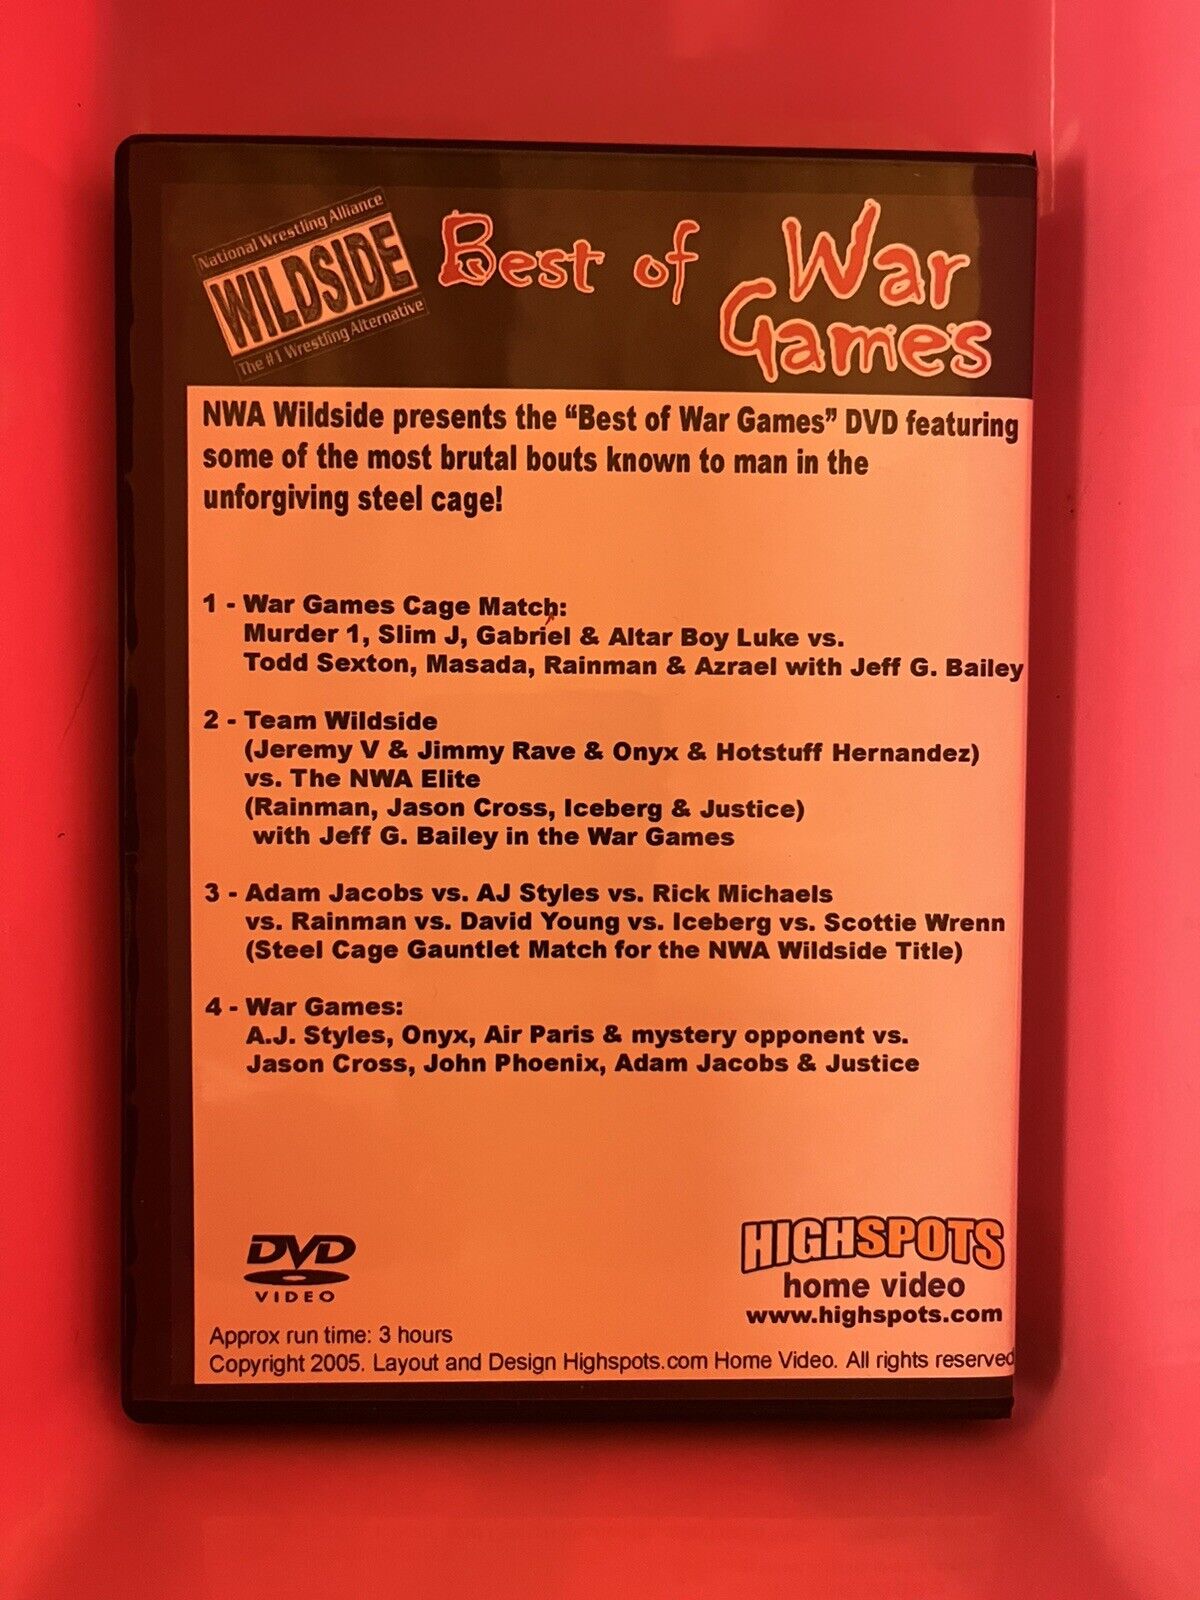 National Wrestling Alliance
WILDSIDE
The #1 Wrestling Alternative
Best of War
Games
NWA Wildside presents the “Best of War Games” DVD featuring
some of the most brutal bouts known to man in the
unforgiving steel cage!
1 - War Games Cage Match:
Murder 1, Slim J, Gabriel & Altar Boy Luke vs.
Todd Sexton, Masada, Rainman & Azrael with Jeff G. Bailey
2 - Team Wildside
(Jeremy V & Jimmy Rave & Onyx & Hotstuff Hernandez)
vs. The NWA Elite
(Rainman, Jason Cross, Iceberg & Justice)
with Jeff G. Bailey in the War Games
3 - Adam Jacobs vs. AJ Styles vs. Rick Michaels
vs. Rainman vs. David Young vs. Iceberg vs. Scottie Wrenn
(Steel Cage Gauntlet Match for the NWA Wildside Title)
4 - War Games:
A.J. Styles, Onyx, Air Paris & mystery opponent vs.
Jason Cross, John Phoenix, Adam Jacobs & Justice
DVD
VIDEO
HIGHSPOTS
home video
www.highspots.com
Approx run time: 3 hours
Copyright 2005. Layout and Design Highspots.com Home Video. All rights reserved